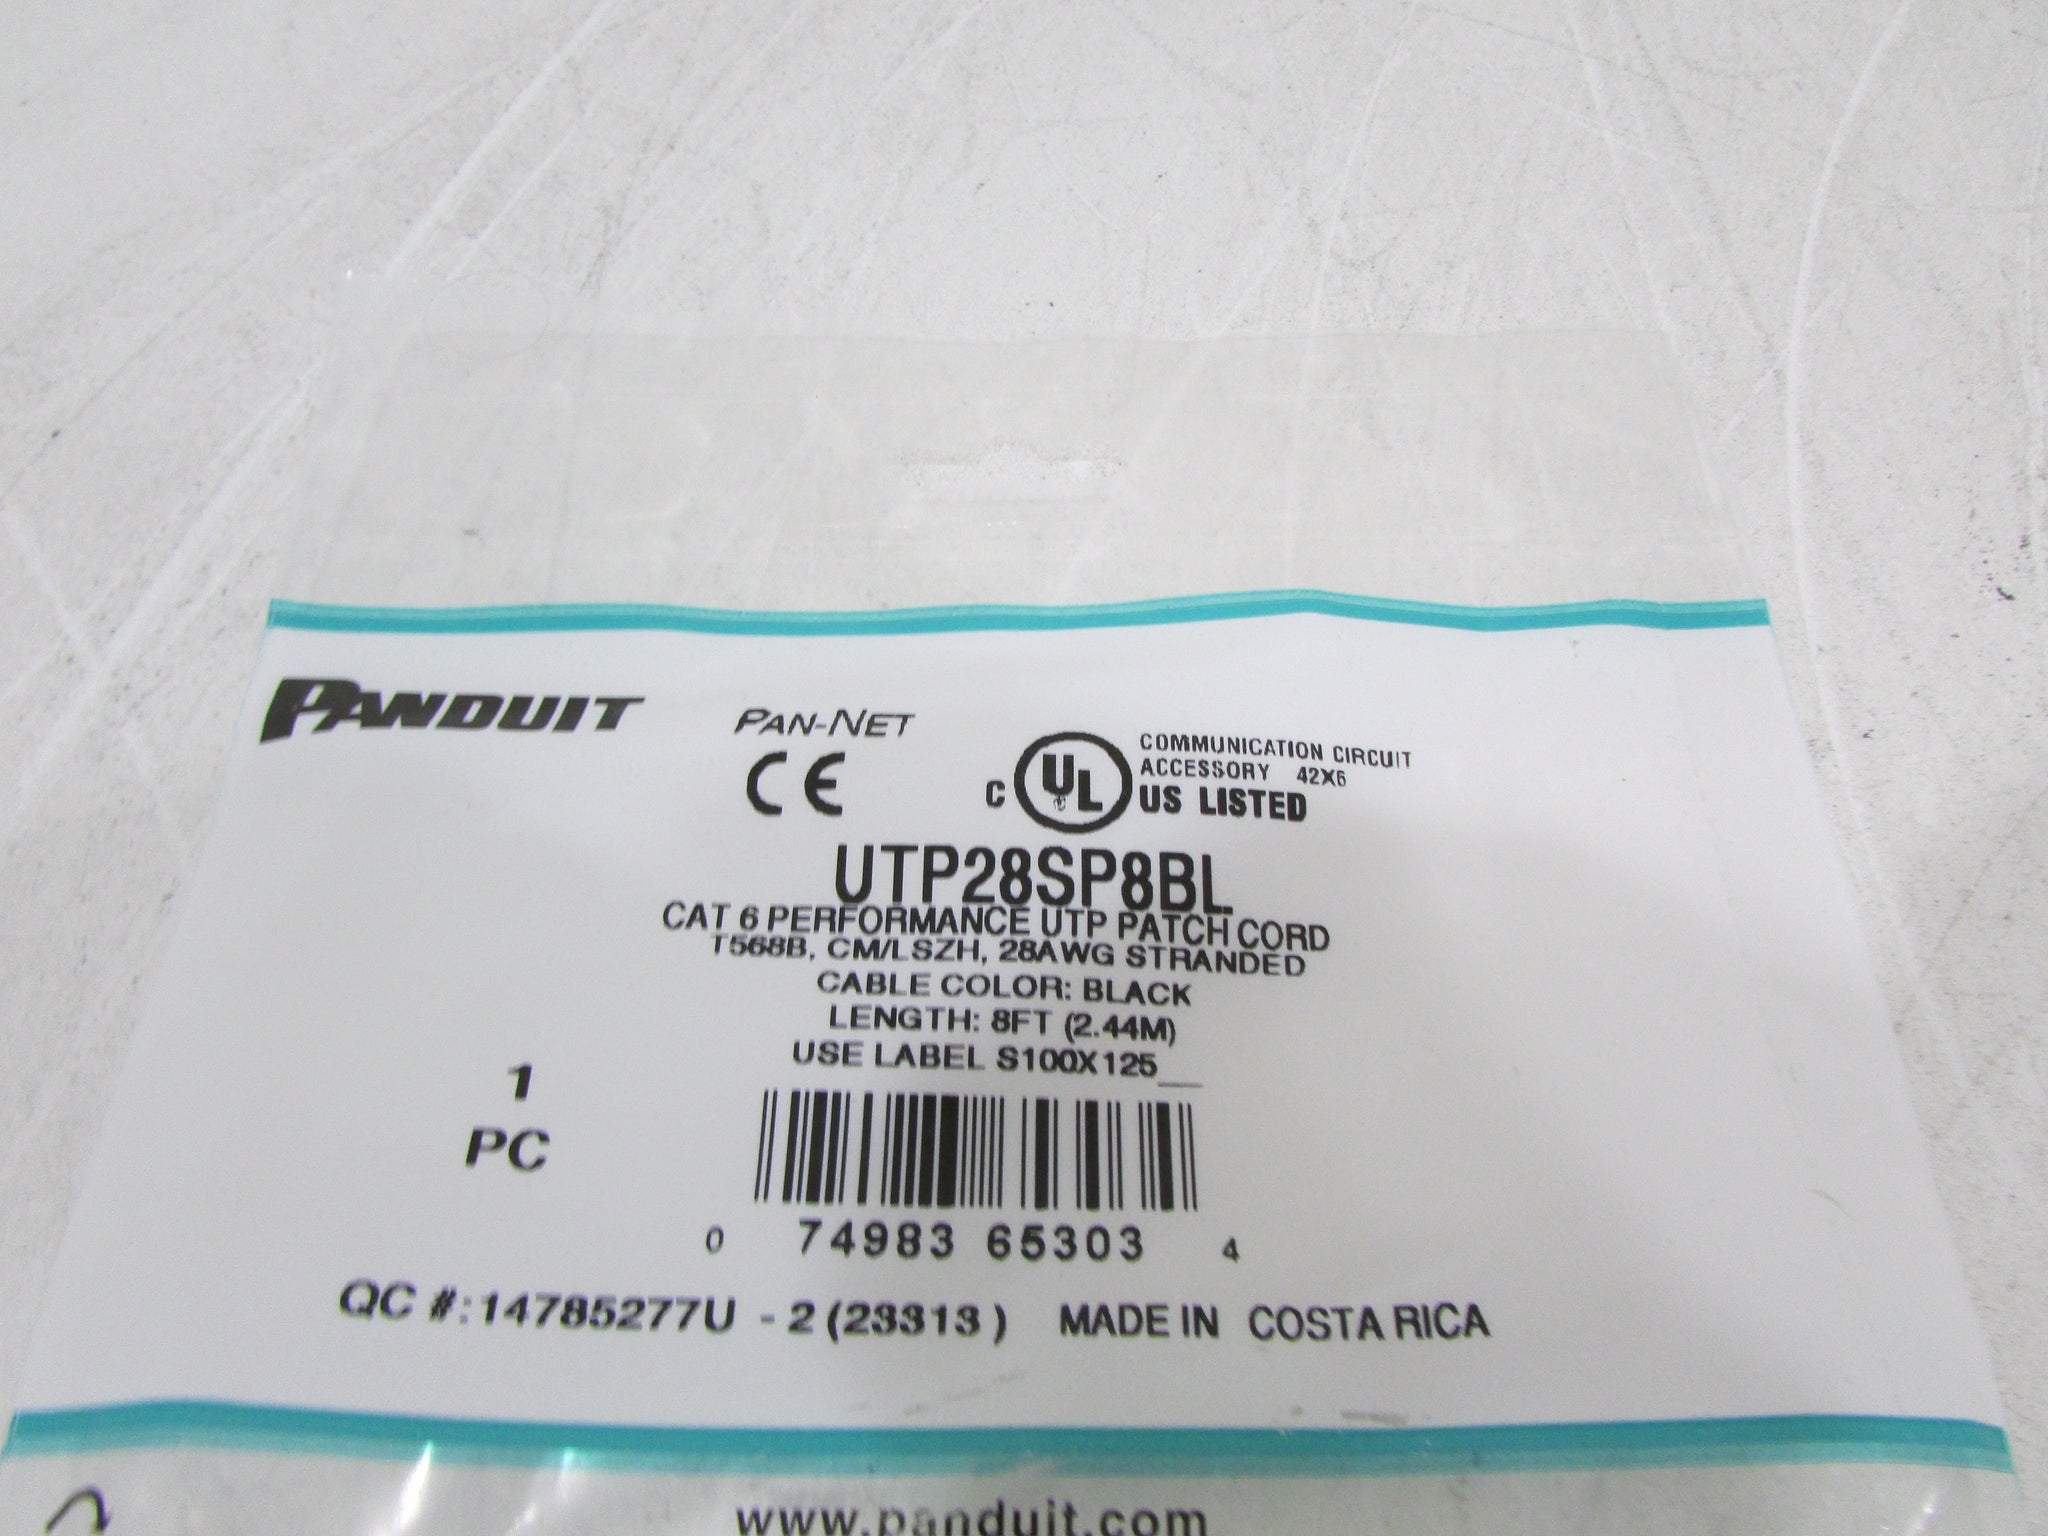 PANDUIT
PAN-NET
CE
C UL US LISTED
COMMUNICATION CIRCUIT
ACCESSORY 42X6
UTP28SP8BL
CAT 6 PERFORMANCE UTP PATCH CORD
T568B, CM/LSZH, 28AWG STRANDED
CABLE COLOR: BLACK
LENGTH: 8FT (2.44M)
USE LABEL S100X125__
1
PC
0 74983 65303 4
QC #:14785277U - 2 (23313) MADE IN COSTA RICA
www.panduit.com